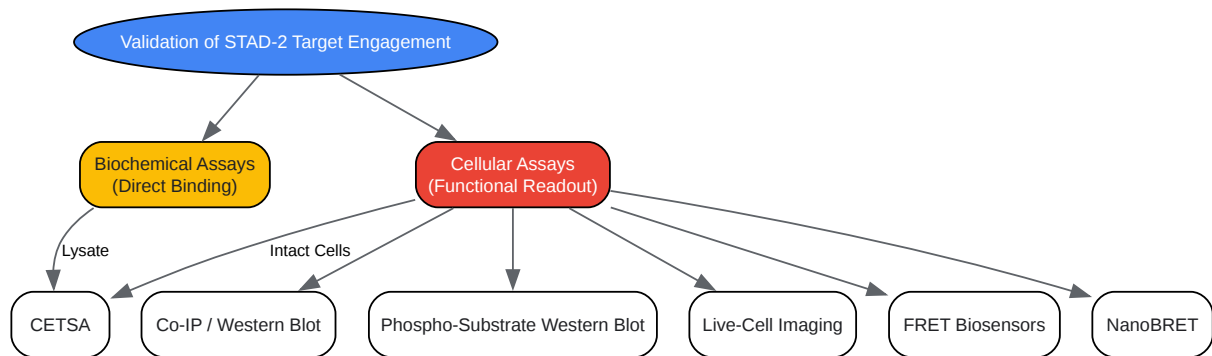 Validation of STAD-2 Target Engagement
Biochemical Assays
(Direct Binding)
Cellular Assays
(Functional Readout)
Lysate
Intact Cells
CETSA
Co-IP / Western Blot
Phospho-Substrate Western Blot
Live-Cell Imaging
FRET Biosensors
NanoBRET